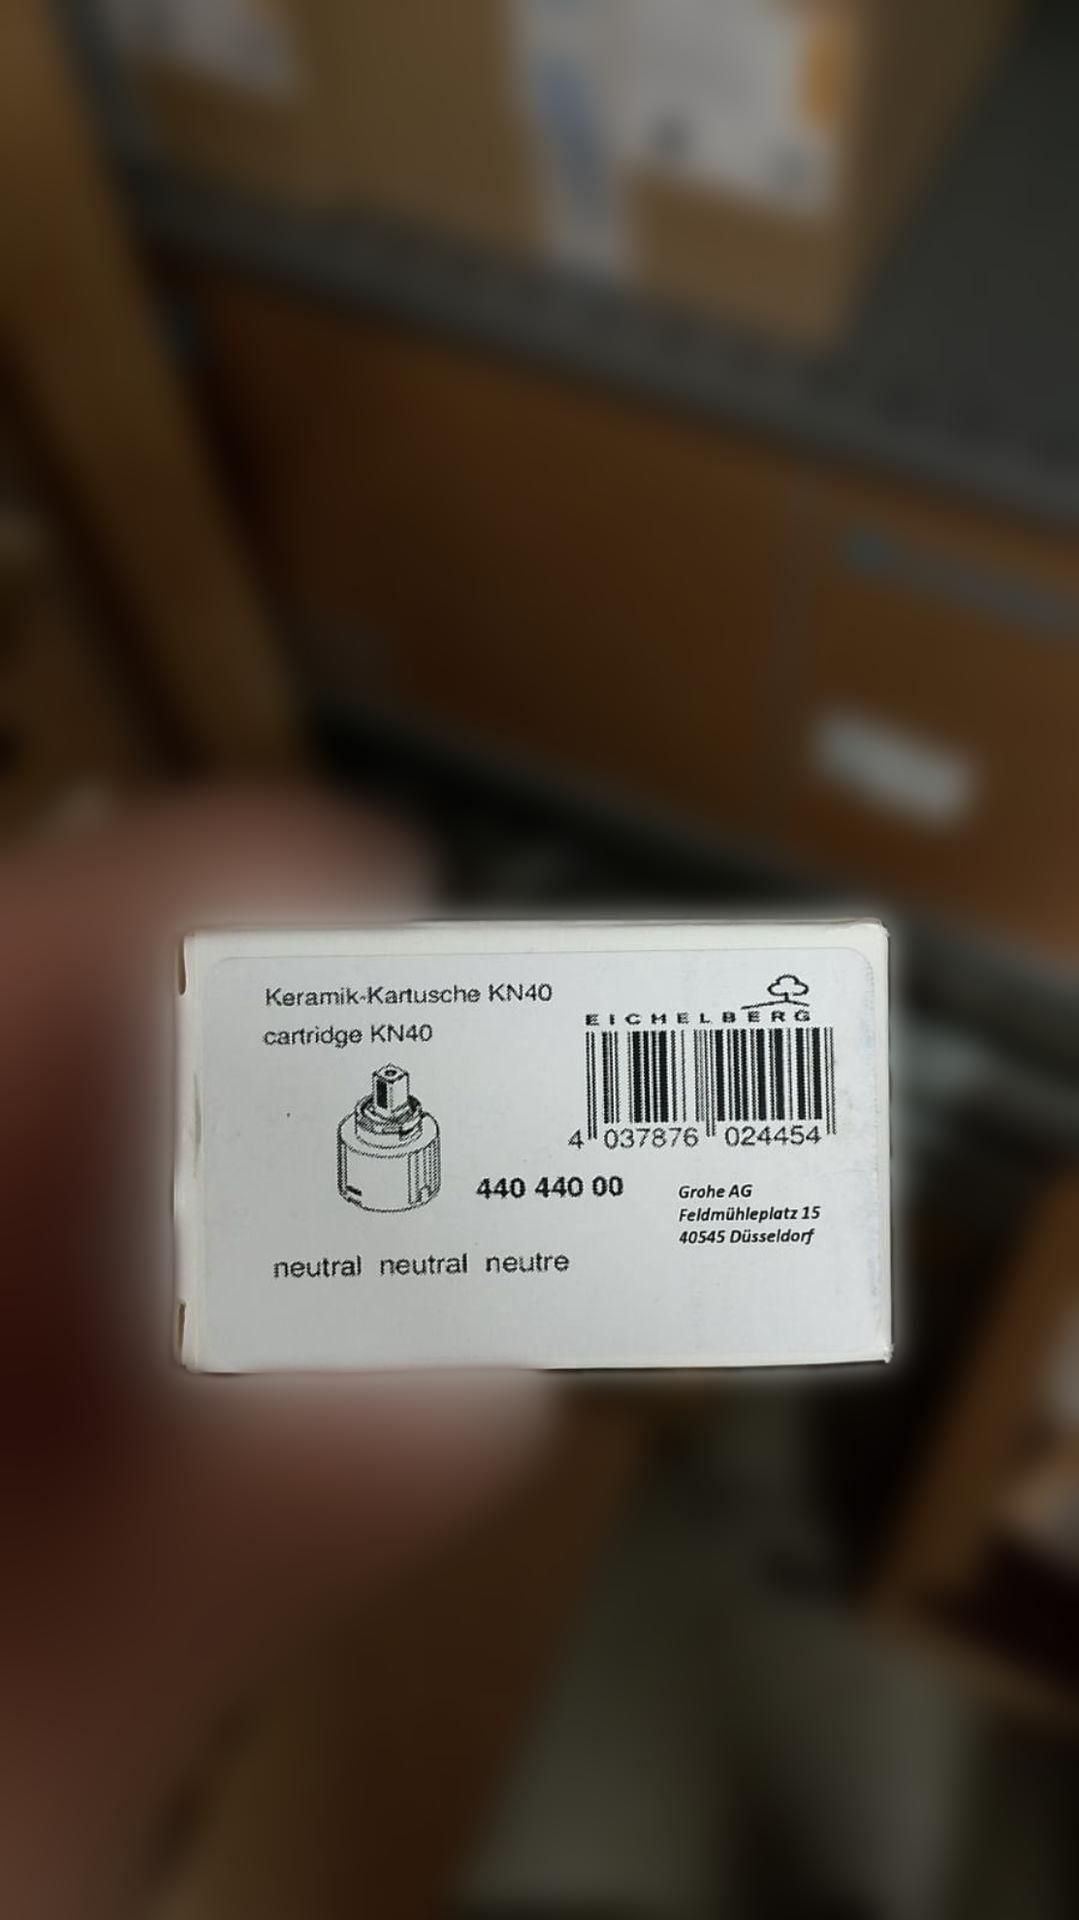 Keramik-Kartusche KN40
cartridge KN40
EICHELBERG
4 037876 024454
440 440 00
Grohe AG
Feldmühleplatz 15
40545 Düsseldorf
neutral neutral neutre